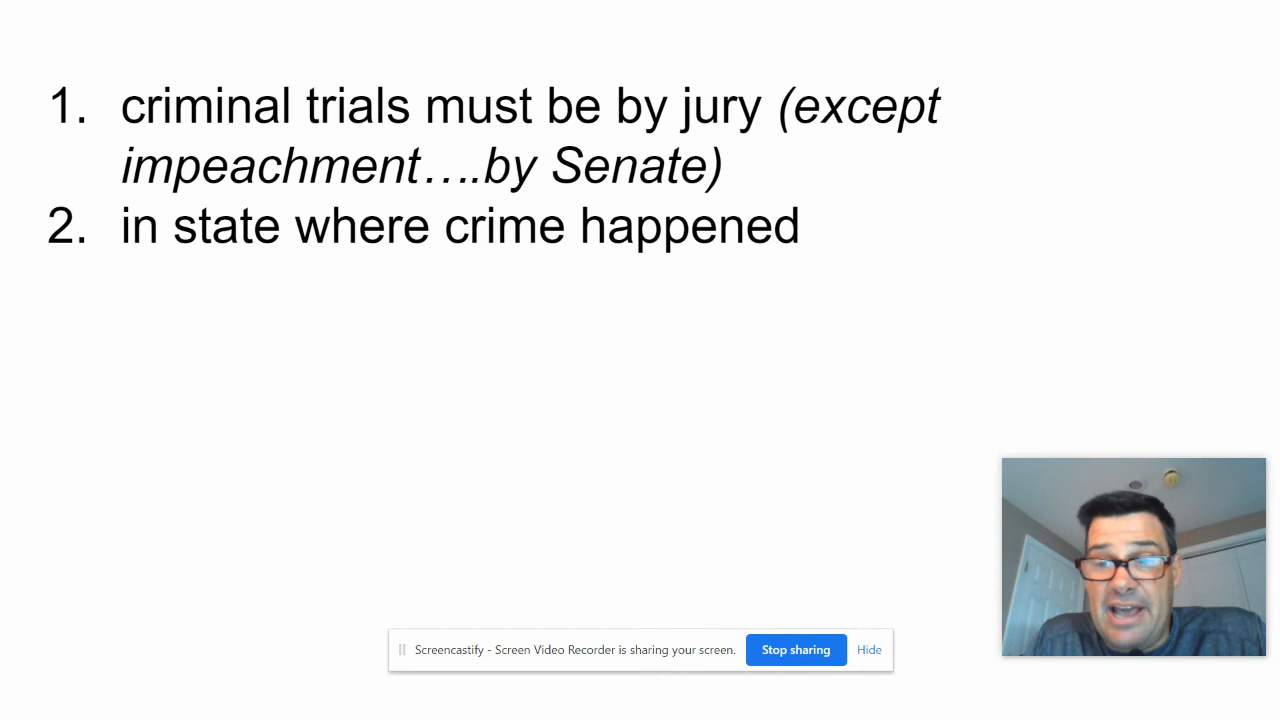 1. criminal trials must be by jury (except
impeachment….by Senate)
2. in state where crime happened
Screencastify - Screen Video Recorder is sharing your screen. Stop sharing Hide